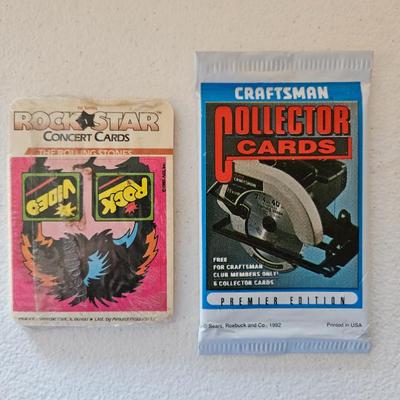 ROCK STAR
CONCERT CARDS
THE ROLLING STONES
ROCK
VIDEO
CRAFTSMAN
COLLECTOR
CARDS
CRAFTSMAN
FREE
FOR CRAFTSMAN
CLUB MEMBERS ONLY!
6 COLLECTOR CARDS
PREMIER EDITION
© Sears, Roebuck and Co., 1992
Printed in USA